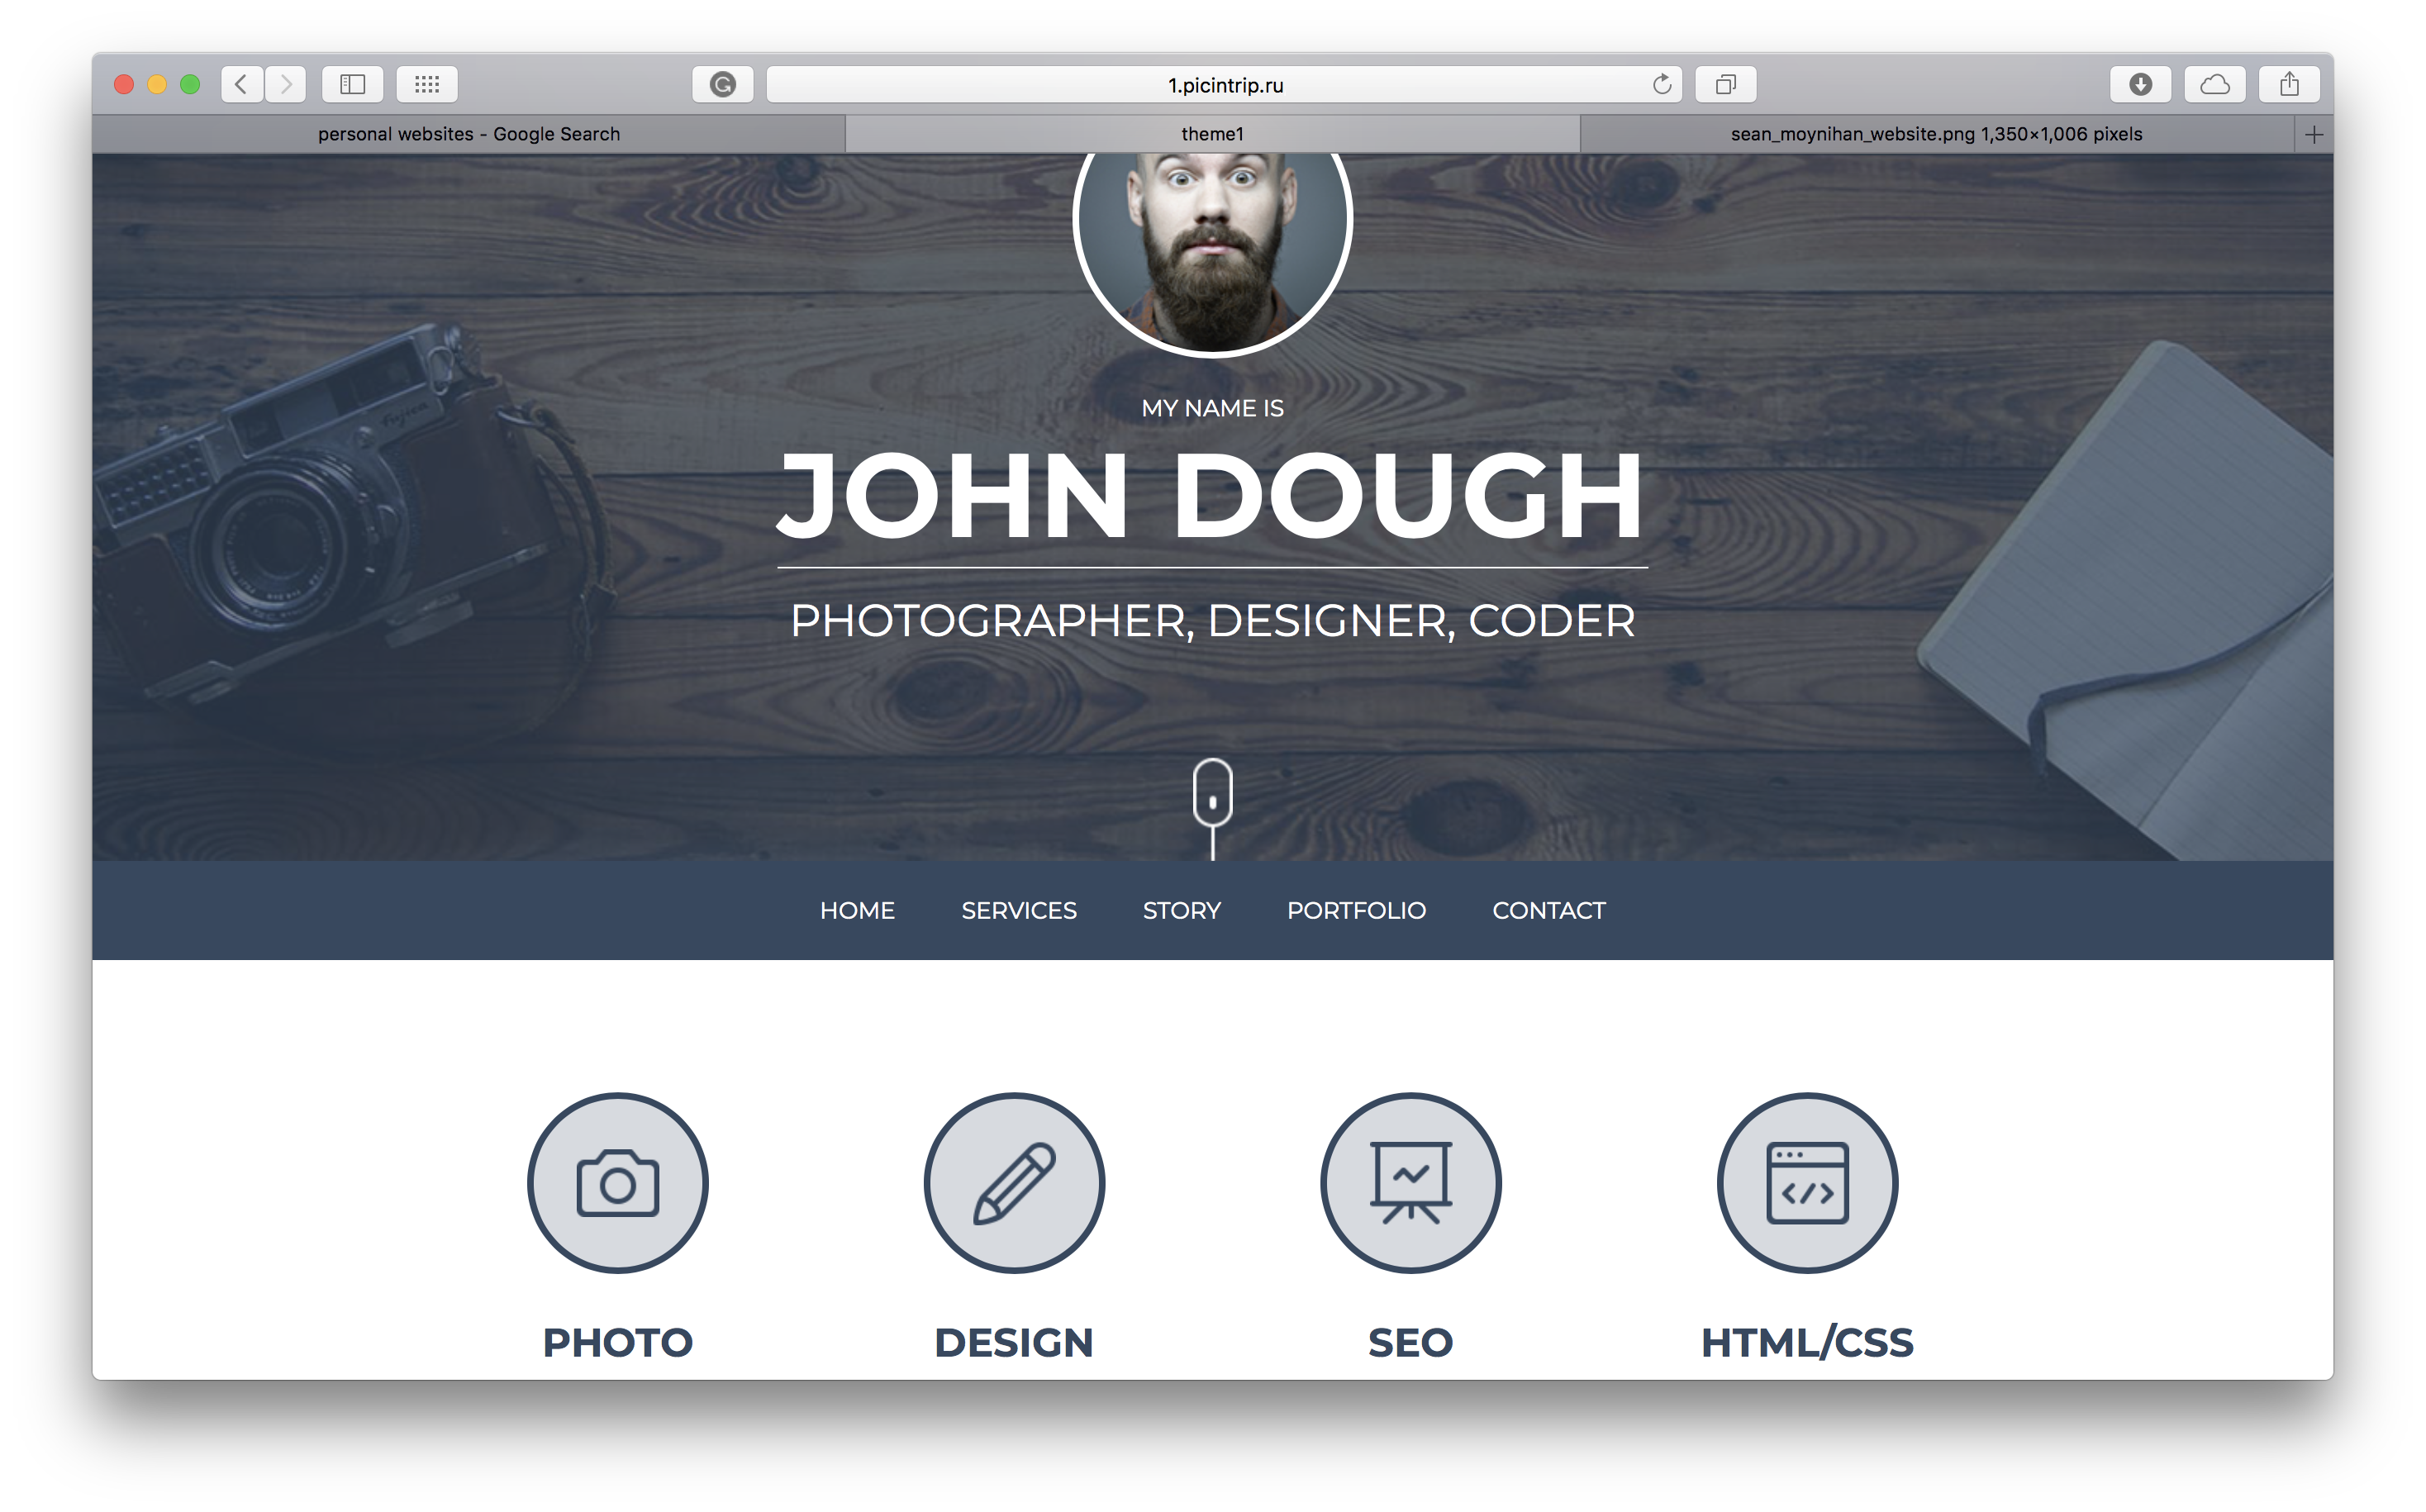 1.picintrip.ru
personal websites - Google Search
theme1
sean_moynihan_website.png 1,350×1,006 pixels
Fujica
MY NAME IS
JOHN DOUGH
PHOTOGRAPHER, DESIGNER, CODER
HOME
SERVICES
STORY
PORTFOLIO
CONTACT
</>
PHOTO
DESIGN
SEO
HTML/CSS